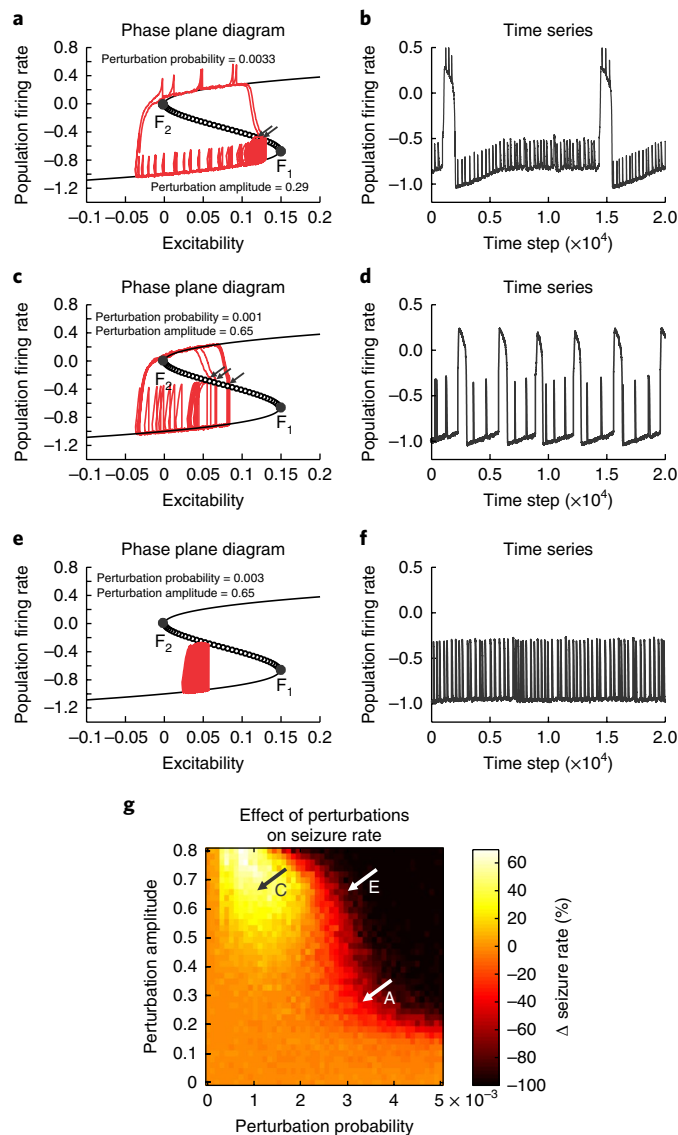 a
Phase plane diagram
Perturbation probability = 0.0033
Population firing rate
0.8
0.4
0.0
−0.4
−0.8
−1.2
F2
F1
Perturbation amplitude = 0.29
−0.1
−0.05
0
0.05
0.1
0.15
0.2
Excitability
b
Time series
Population firing rate
0.5
0.0
−0.5
−1.0
0
0.5
1.0
1.5
2.0
Time step (×10⁴)
c
Phase plane diagram
Perturbation probability = 0.001
Perturbation amplitude = 0.65
Population firing rate
0.8
0.4
0.0
−0.4
−0.8
−1.2
F2
F1
−0.1
−0.05
0
0.05
0.1
0.15
0.2
Excitability
d
Time series
Population firing rate
0.5
0.0
−0.5
−1.0
0
0.5
1.0
1.5
2.0
Time step (×10⁴)
e
Phase plane diagram
Perturbation probability = 0.003
Perturbation amplitude = 0.65
Population firing rate
0.8
0.4
0.0
−0.4
−0.8
−1.2
F2
F1
−0.1
−0.05
0
0.05
0.1
0.15
0.2
Excitability
f
Time series
Population firing rate
0.5
0.0
−0.5
−1.0
0
0.5
1.0
1.5
2.0
Time step (×10⁴)
g
Effect of perturbations
on seizure rate
Perturbation amplitude
0.8
0.7
0.6
0.5
0.4
0.3
0.2
0.1
0
C
E
A
0
1
2
3
4
5 × 10⁻³
Perturbation probability
60
40
20
0
−20
−40
−60
−80
−100
Δ seizure rate (%)